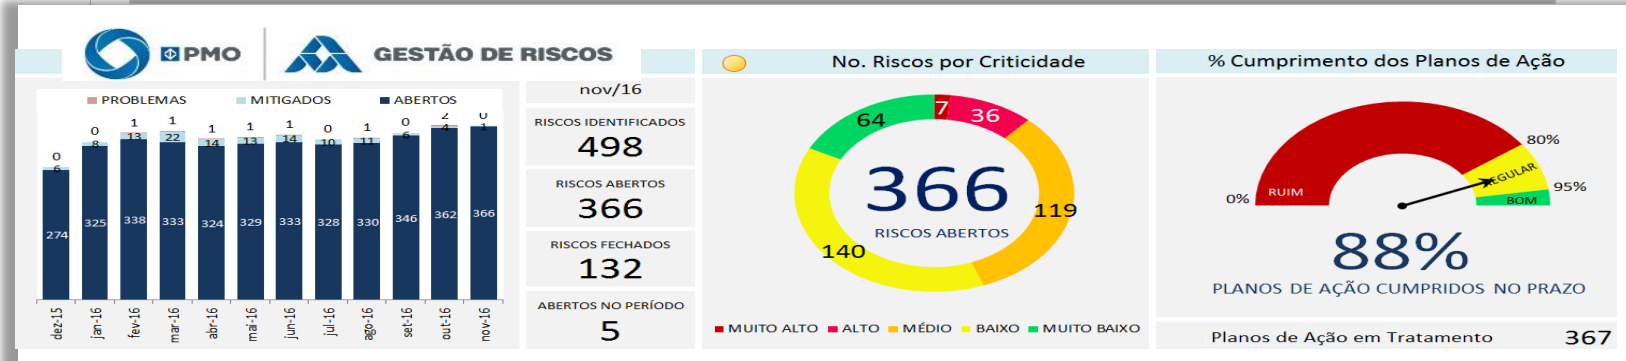 PMO
GESTÃO DE RISCOS
PROBLEMAS MITIGADOS ABERTOS
0 0 1 1 1 1 1 0 1 0 2 0
6 8 13 22 14 13 14 10 11 6 4 1
274 325 338 333 324 329 333 328 330 346 362 366
dez-15 jan-16 fev-16 mar-16 abr-16 mai-16 jun-16 jul-16 ago-16 set-16 out-16 nov-16
nov/16
RISCOS IDENTIFICADOS
498
RISCOS ABERTOS
366
RISCOS FECHADOS
132
ABERTOS NO PERÍODO
5
No. Riscos por Criticidade
7
36
64
366
RISCOS ABERTOS
119
140
MUITO ALTO ALTO MÉDIO BAIXO MUITO BAIXO
% Cumprimento dos Planos de Ação
80%
REGULAR
95%
0%
RUIM
BOM
88%
PLANOS DE AÇÃO CUMPRIDOS NO PRAZO
Planos de Ação em Tratamento 367